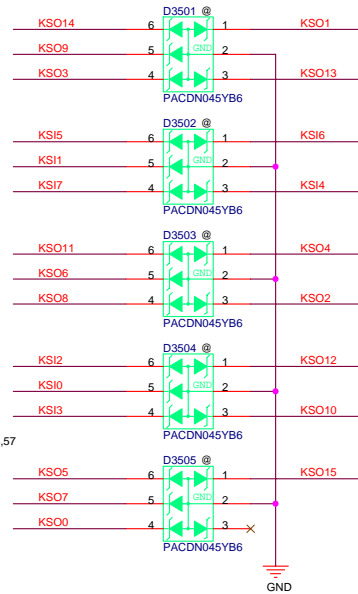 D3501 @
KSO14 6 1 KSO1
GND
KSO9 5 2
KSO3 4 3 KSO13
PACDN045YB6
D3502 @
KSI5 6 1 KSI6
GND
KSI1 5 2
KSI7 4 3 KSI4
PACDN045YB6
D3503 @
KSO11 6 1 KSO4
GND
KSO6 5 2
KSO8 4 3 KSO2
PACDN045YB6
D3504 @
KSI2 6 1 KSO12
GND
KSI0 5 2
KSI3 4 3 KSO10
PACDN045YB6
,57
D3505 @
KSO5 6 1 KSO15
GND
KSO7 5 2
KSO0 4 3
PACDN045YB6
GND